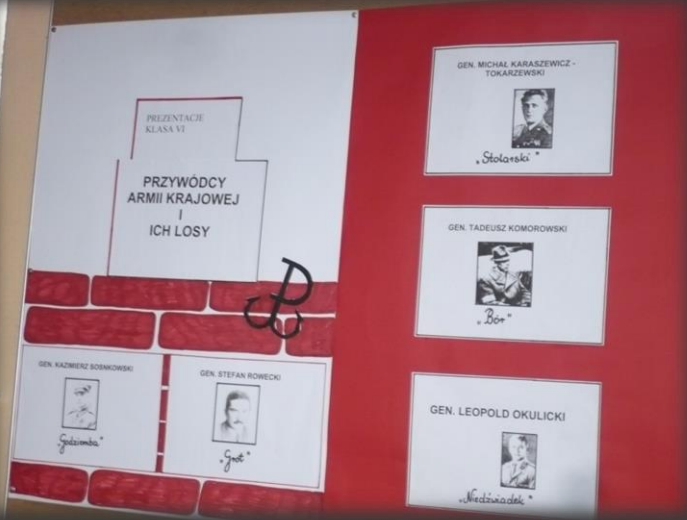 PREZENTACJE
KLASA VI
PRZYWÓDCY
ARMII KRAJOWEJ
I
ICH LOSY
GEN. KAZIMIERZ SOSNKOWSKI
„Godziemba”
GEN. STEFAN ROWECKI
„Grot”
GEN. MICHAŁ KARASZEWICZ -
TOKARZEWSKI
„Stolarski”
GEN. TADEUSZ KOMOROWSKI
„Bór”
GEN. LEOPOLD OKULICKI
„Niedźwiadek”